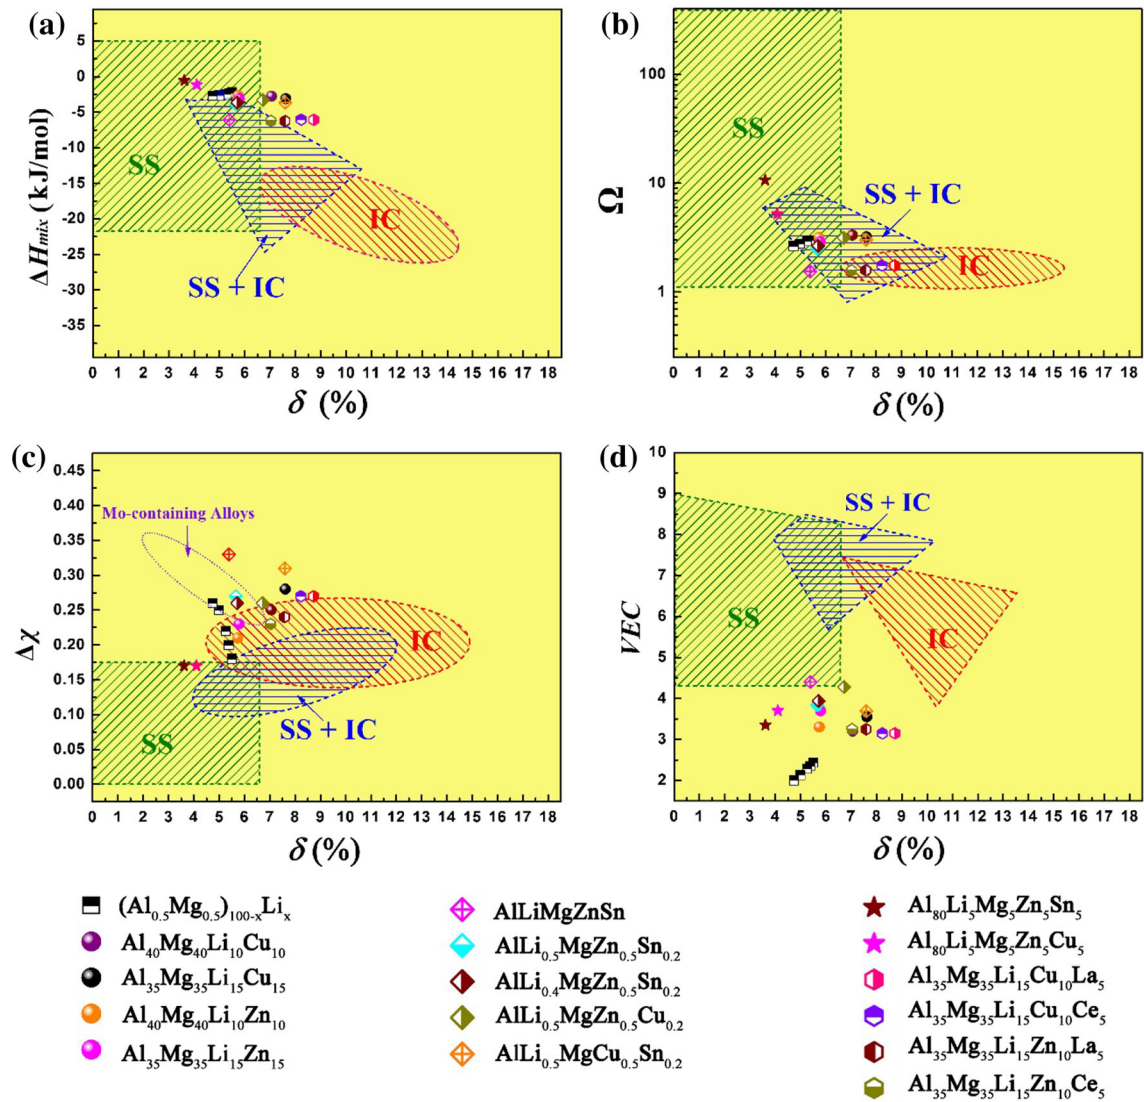 (a)
ΔHmix (kJ/mol)
5
0
-5
-10
-15
-20
-25
-30
-35
SS
IC
SS + IC
0 1 2 3 4 5 6 7 8 9 10 11 12 13 14 15 16 17 18
δ (%)
(b)
Ω
100
10
1
SS
SS + IC
IC
0 1 2 3 4 5 6 7 8 9 10 11 12 13 14 15 16 17 18
δ (%)
(c)
Δχ
0.45
0.40
0.35
0.30
0.25
0.20
0.15
0.10
0.05
0.00
Mo-containing Alloys
IC
SS + IC
SS
0 1 2 3 4 5 6 7 8 9 10 11 12 13 14 15 16 17 18
δ (%)
(d)
VEC
10
9
8
7
6
5
4
3
2
SS + IC
SS
IC
0 1 2 3 4 5 6 7 8 9 10 11 12 13 14 15 16 17 18
δ (%)
(Al0.5Mg0.5)100-xLix
Al40Mg40Li10Cu10
Al35Mg35Li15Cu15
Al40Mg40Li10Zn10
Al35Mg35Li15Zn15
AlLiMgZnSn
AlLi0.5MgZn0.5Sn0.2
AlLi0.4MgZn0.5Sn0.2
AlLi0.5MgZn0.5Cu0.2
AlLi0.5MgCu0.5Sn0.2
Al80Li5Mg5Zn5Sn5
Al80Li5Mg5Zn5Cu5
Al35Mg35Li15Cu10La5
Al35Mg35Li15Cu10Ce5
Al35Mg35Li15Zn10La5
Al35Mg35Li15Zn10Ce5